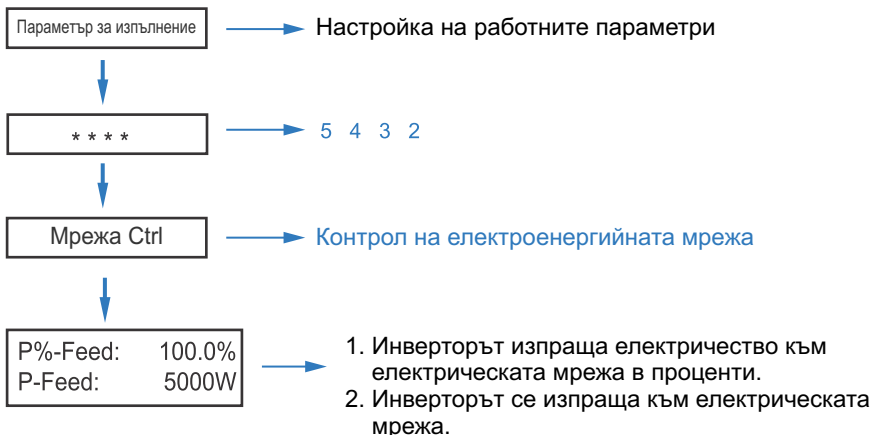 Параметър за изпълнение
Настройка на работните параметри
* * * *
5 4 3 2
Мрежа Ctrl
Контрол на електроенергийната мрежа
P%-Feed: 100.0%
P-Feed: 5000W
1. Инверторът изпраща електричество към
електрическата мрежа в проценти.
2. Инверторът се изпраща към електрическата
мрежа.